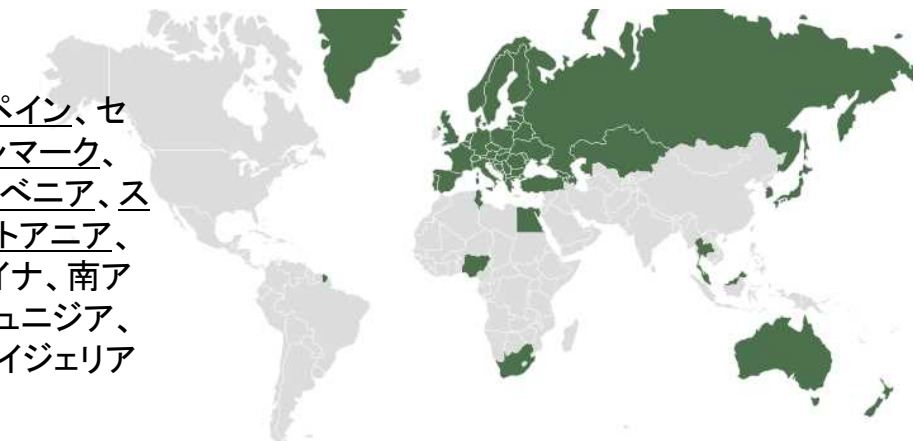 ペイン、セ
ンマーク、
ベニア、ス
トアニア、
イナ、南ア
ュニジア、
イジェリア